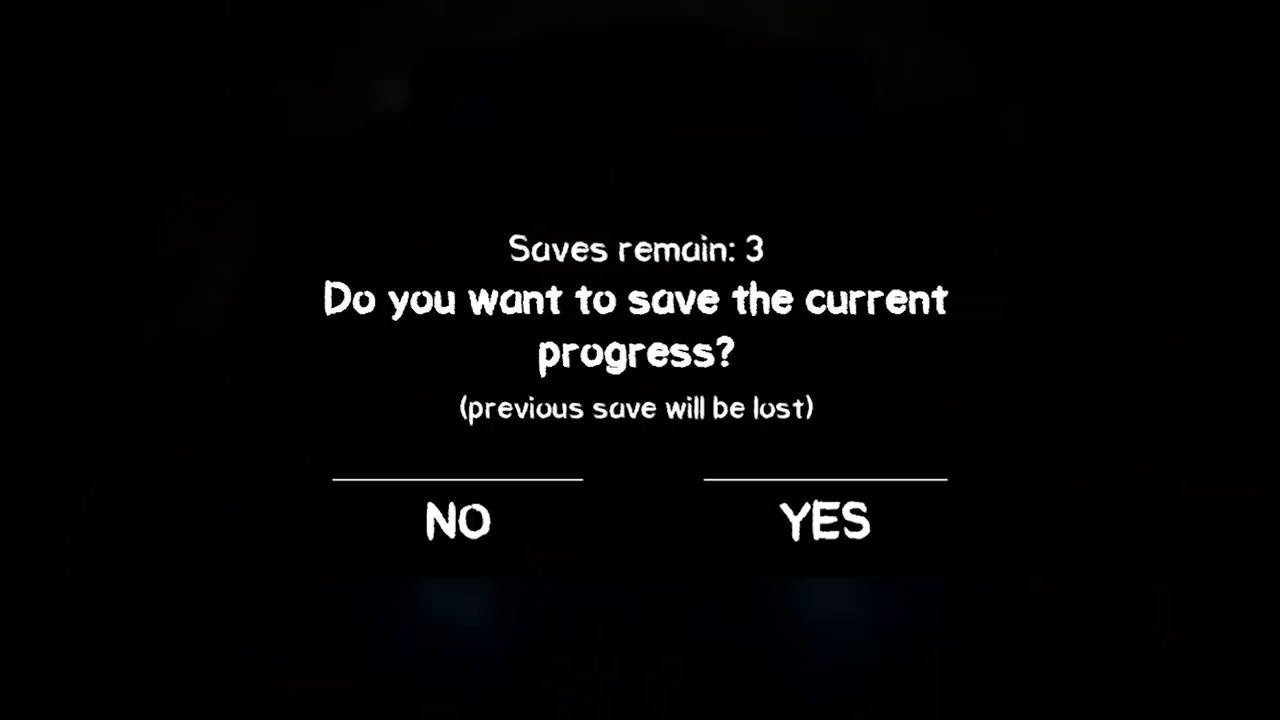 Saves remain: 3
Do you want to save the current
progress?
(previous save will be lost)
NO
YES